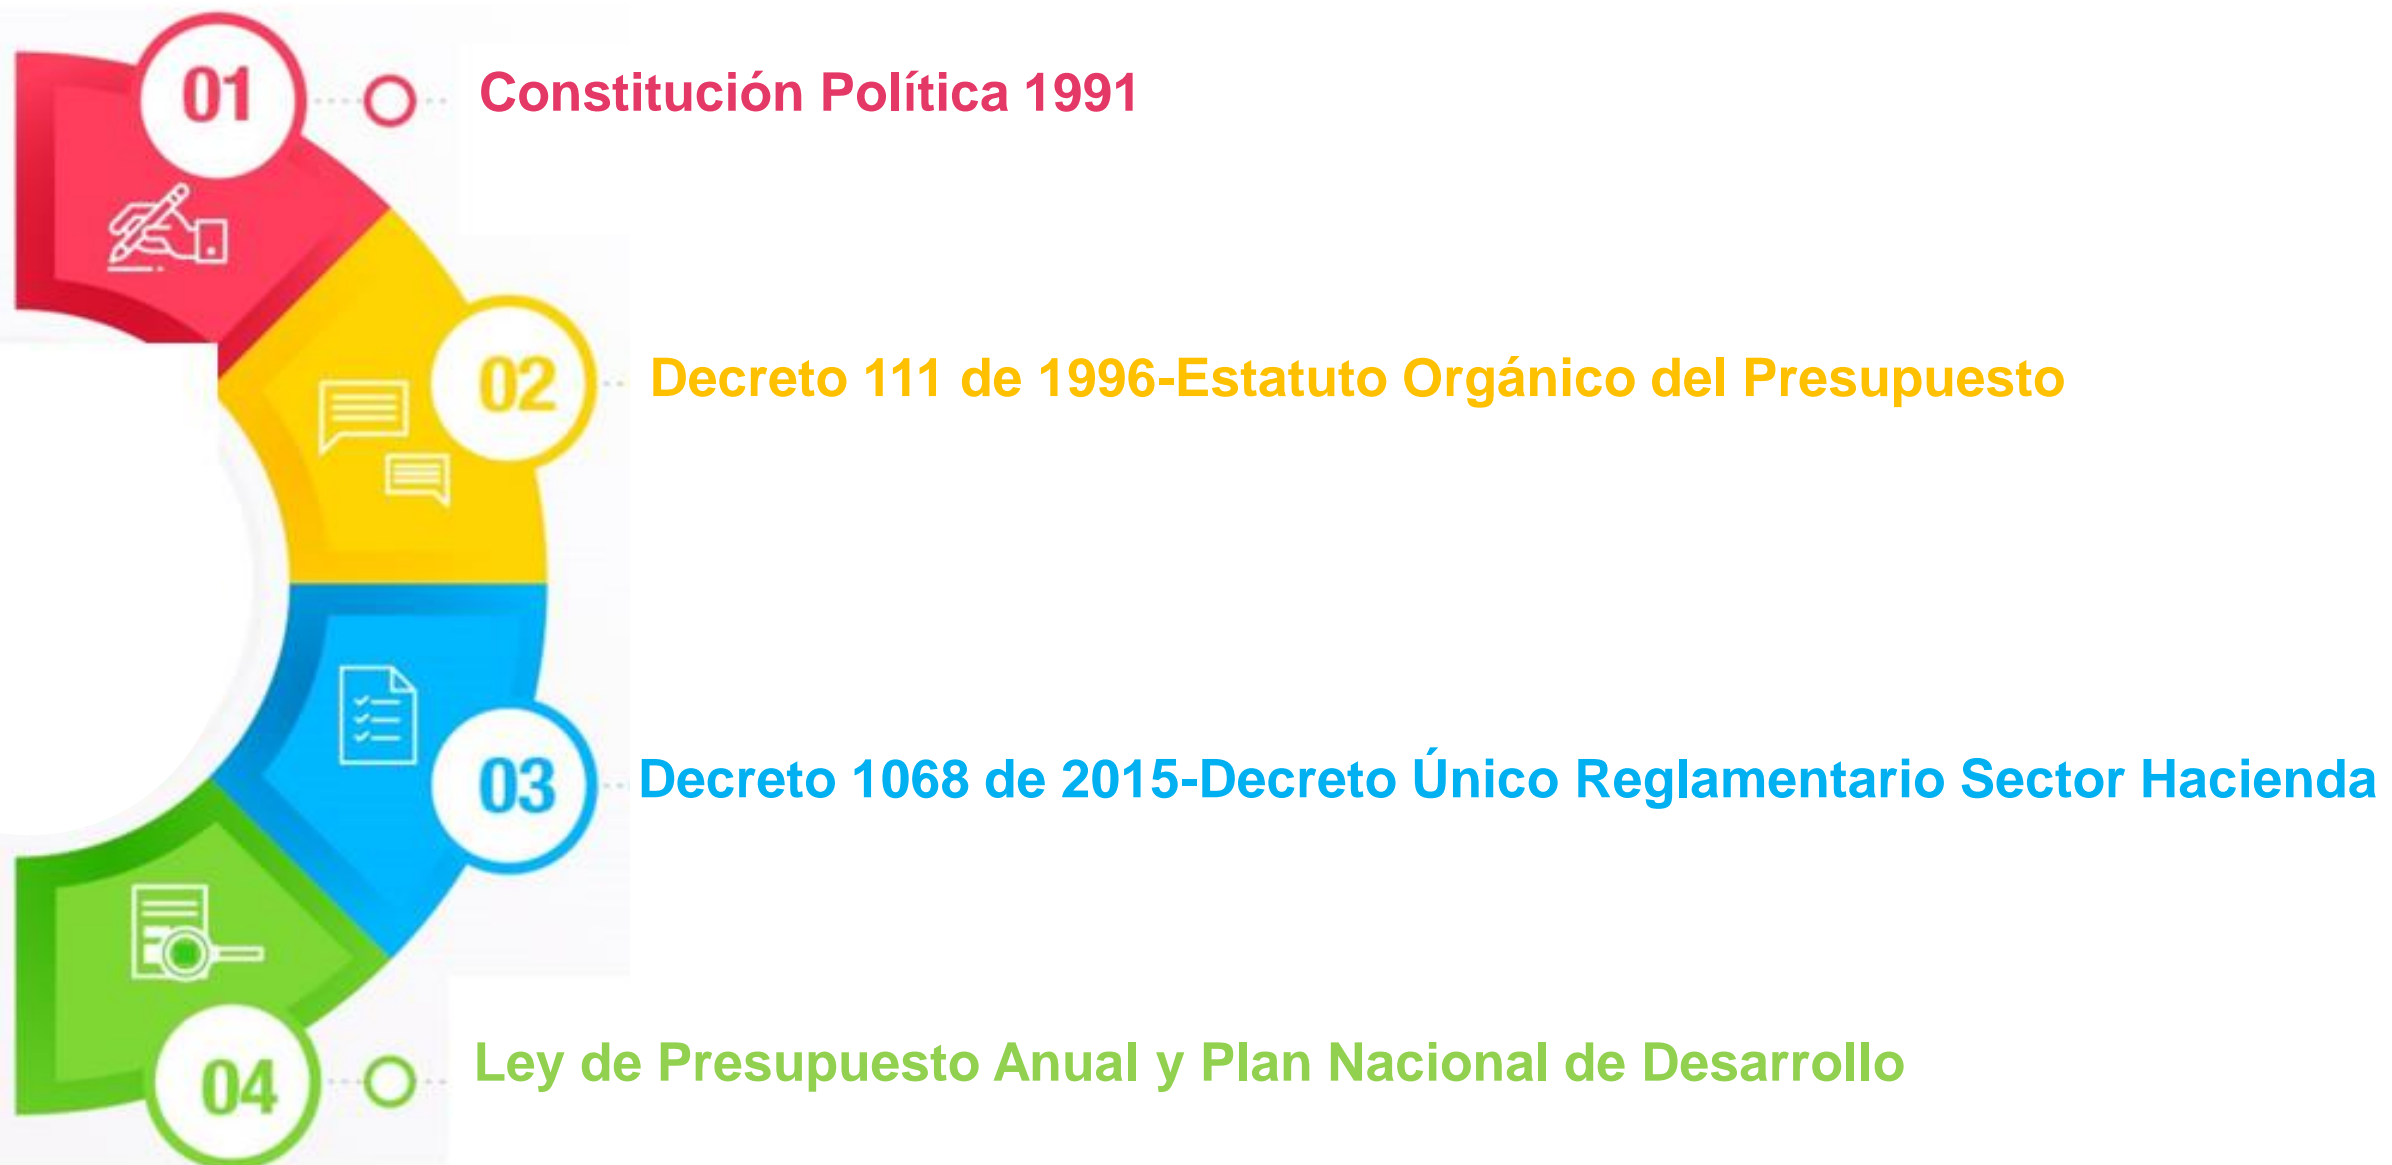 01
Constitución Política 1991
02
Decreto 111 de 1996-Estatuto Orgánico del Presupuesto
03
Decreto 1068 de 2015-Decreto Único Reglamentario Sector Hacienda
04
Ley de Presupuesto Anual y Plan Nacional de Desarrollo